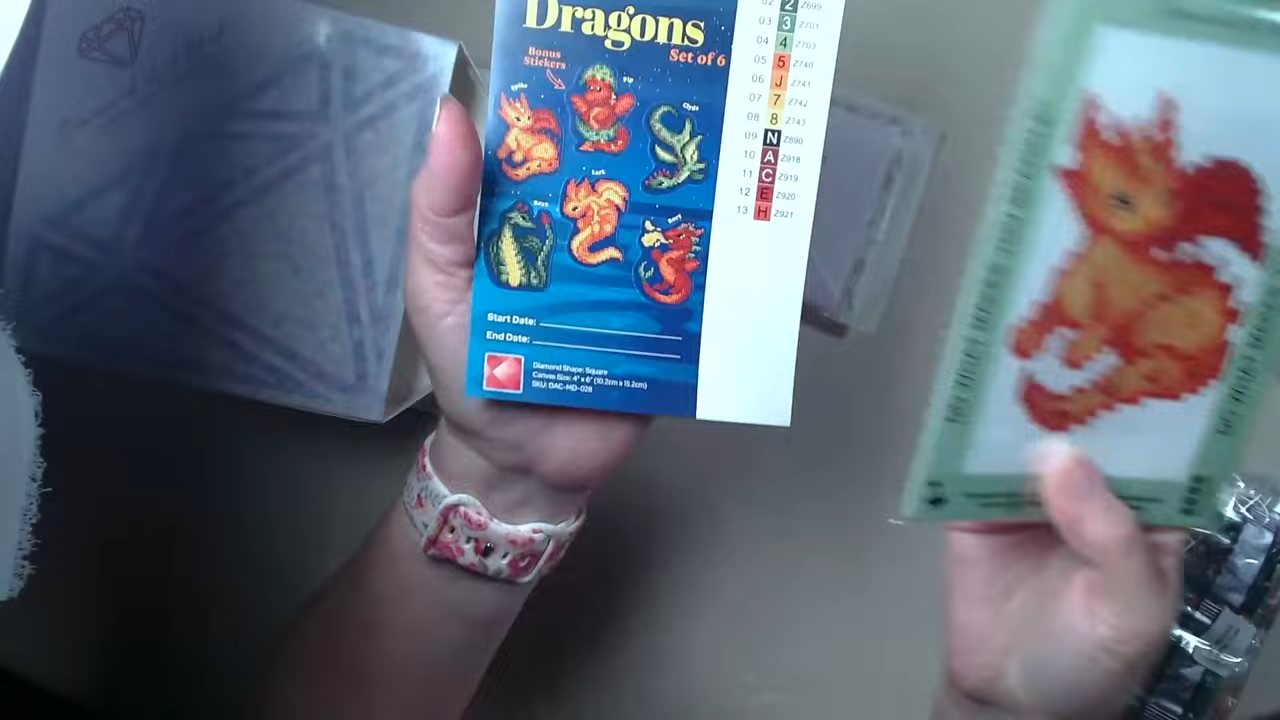 Dragons
Set of 6
Bonus
Stickers
Spike
Pip
Clyde
Lark
Start Date:
End Date:
Diamond Shape: Square
Canvas Size: 4" x 6" (10.2cm x 15.2cm)
SKU: DAC-MD-028
02 2 Z699
03 3 Z701
04 4 Z703
05 5 Z740
06 J Z741
07 7 Z742
08 8 Z743
09 N Z890
10 A Z918
11 C Z919
12 E Z920
13 H Z921